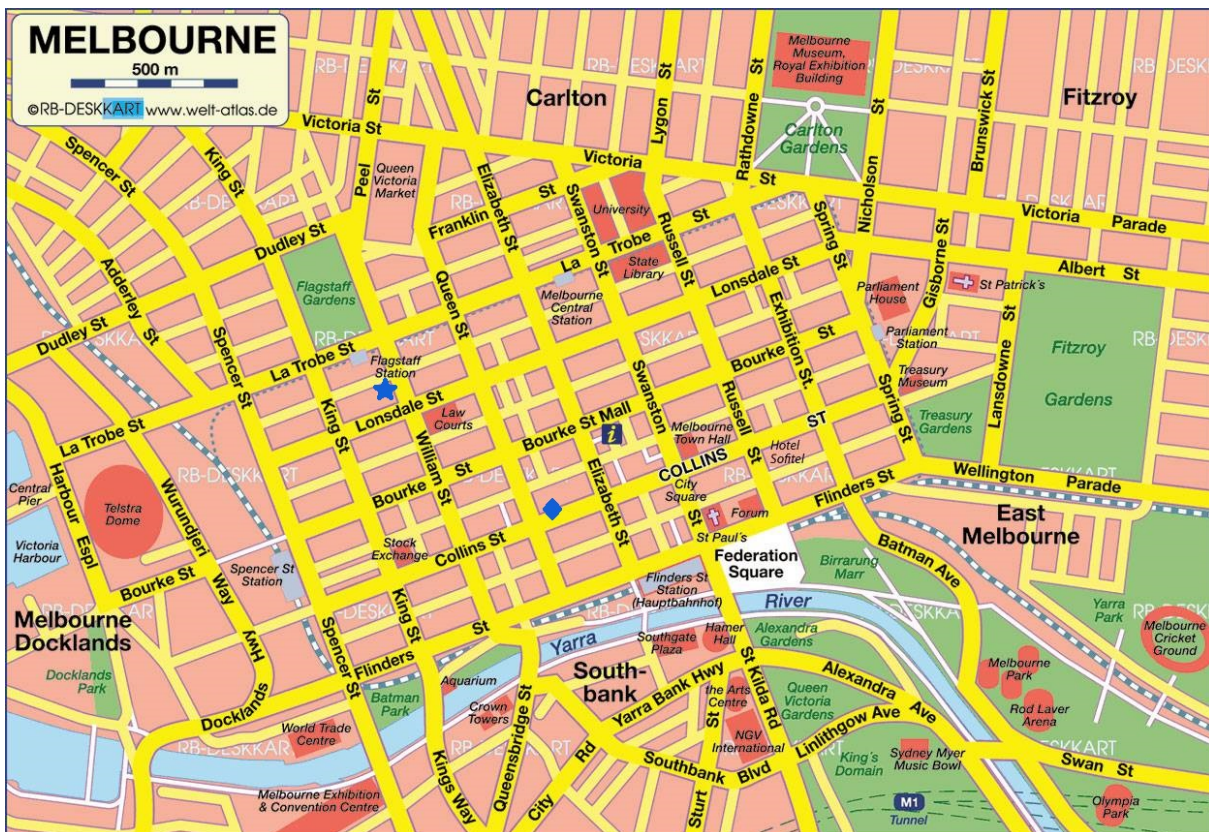 MELBOURNE
500 m
©RB-DESKKART www.welt-atlas.de
RB-DESKKART
Carlton
Fitzroy
Melbourne
Museum,
Royal Exhibition
Building
Carlton
Gardens
Victoria St
Peel St
Lygon St
Rathdowne St
Nicholson St
Brunswick St
Spencer St
King St
Queen
Victoria
Market
Elizabeth St
Franklin St
Swanston St
University
Victoria St
Victoria Parade
Dudley St
Adderley St
Flagstaff
Gardens
La Trobe St
State
Library
Russell St
Lonsdale St
Spring St
Gisborne St
Albert St
St Patrick's
Parliament
House
Parliament
Station
Lansdowne St
Fitzroy
Gardens
Queen St
Melbourne
Central
Station
Exhibition St.
Bourke St
Treasury
Museum
Treasury
Gardens
Spring St
Dudley St
La Trobe St
Spencer St
Flagstaff
Station
Lonsdale St
Law
Courts
King St
William St
Bourke St Mall
i
Swanston St
Russell St
Melbourne
Town Hall
COLLINS ST
City
Square
Hotel
Sofitel
Flinders St
Wellington Parade
La Trobe St
Harbour Espl
Central
Pier
Telstra
Dome
Victoria
Harbour
Wurundjeri Way
Bourke St
Bourke St
Stock
Exchange
Collins St
Elizabeth St
St Paul's
Forum
Federation
Square
East
Melbourne
Batman Ave
Birrarung
Marr
Yarra
Park
Melbourne
Cricket
Ground
Spencer St
Station
Flinders St
Station
(Hauptbahnhof)
Melbourne
Docklands
Docklands
Park
Docklands Hwy
Flinders St
King St
Spencer St
Batman
Park
Yarra River
Southgate
Plaza
Hamer
Hall
Alexandra
Gardens
South-
bank
Aquarium
Crown
Towers
Queensbridge St
Yarra Bank Hwy
the Arts
Centre
St Kilda Rd
Queen
Victoria
Gardens
Alexandra Ave
Melbourne
Park
Rod Laver
Arena
World Trade
Centre
Kings Way
City Rd
Southbank Blvd
Sturt St
NGV
International
Linlithgow Ave
King's
Domain
Sydney Myer
Music Bowl
Swan St
Melbourne Exhibition
& Convention Centre
M1
Tunnel
Olympia
Park